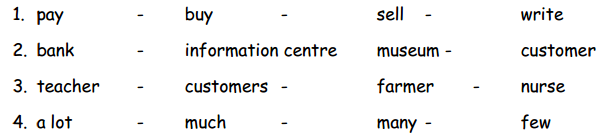 1. pay - buy - sell - write
2. bank - information centre museum - customer
3. teacher - customers - farmer - nurse
4. a lot - much - many - few